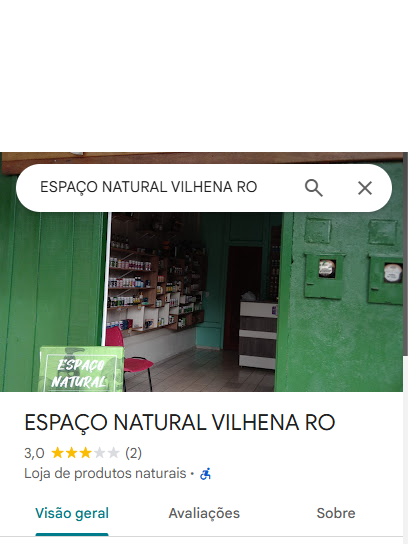 ESPAÇO NATURAL VILHENA RO
ESPAÇO
NATURAL
ESPAÇO NATURAL VILHENA RO
3,0 (2)
Loja de produtos naturais ·
Visão geral Avaliações Sobre